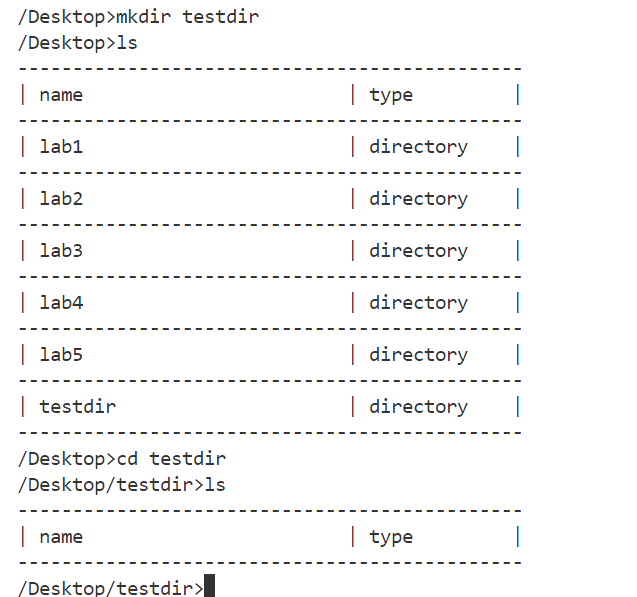 /Desktop>mkdir testdir
/Desktop>ls
----------------------------------------------
| name                        | type         |
----------------------------------------------
| lab1                        | directory    |
----------------------------------------------
| lab2                        | directory    |
----------------------------------------------
| lab3                        | directory    |
----------------------------------------------
| lab4                        | directory    |
----------------------------------------------
| lab5                        | directory    |
----------------------------------------------
| testdir                     | directory    |
----------------------------------------------
/Desktop>cd testdir
/Desktop/testdir>ls
----------------------------------------------
| name                        | type         |
----------------------------------------------
/Desktop/testdir>